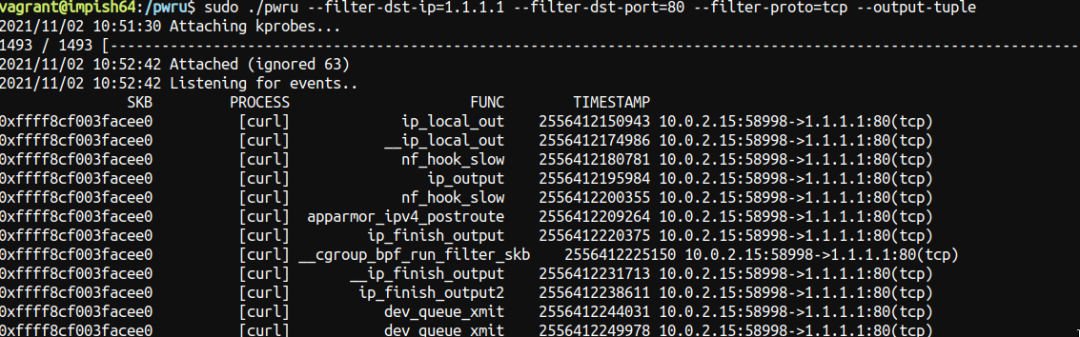 vagrant@impish64:/pwru$ sudo ./pwru --filter-dst-ip=1.1.1.1 --filter-dst-port=80 --filter-proto=tcp --output-tuple
2021/11/02 10:51:30 Attaching kprobes...
1493 / 1493 [-----------------------------------------------------------------------------------------------------------
2021/11/02 10:52:42 Attached (ignored 63)
2021/11/02 10:52:42 Listening for events..
SKB PROCESS FUNC TIMESTAMP
0xffff8cf003facee0 [curl] ip_local_out 2556412150943 10.0.2.15:58998->1.1.1.1:80(tcp)
0xffff8cf003facee0 [curl] __ip_local_out 2556412174986 10.0.2.15:58998->1.1.1.1:80(tcp)
0xffff8cf003facee0 [curl] nf_hook_slow 2556412180781 10.0.2.15:58998->1.1.1.1:80(tcp)
0xffff8cf003facee0 [curl] ip_output 2556412195984 10.0.2.15:58998->1.1.1.1:80(tcp)
0xffff8cf003facee0 [curl] nf_hook_slow 2556412200355 10.0.2.15:58998->1.1.1.1:80(tcp)
0xffff8cf003facee0 [curl] apparmor_ipv4_postroute 2556412209264 10.0.2.15:58998->1.1.1.1:80(tcp)
0xffff8cf003facee0 [curl] ip_finish_output 2556412220375 10.0.2.15:58998->1.1.1.1:80(tcp)
0xffff8cf003facee0 [curl] __cgroup_bpf_run_filter_skb 2556412225150 10.0.2.15:58998->1.1.1.1:80(tcp)
0xffff8cf003facee0 [curl] __ip_finish_output 2556412231713 10.0.2.15:58998->1.1.1.1:80(tcp)
0xffff8cf003facee0 [curl] ip_finish_output2 2556412238611 10.0.2.15:58998->1.1.1.1:80(tcp)
0xffff8cf003facee0 [curl] dev_queue_xmit 2556412244031 10.0.2.15:58998->1.1.1.1:80(tcp)
0xffff8cf003facee0 [curl] dev_queue_xmit 2556412249978 10.0.2.15:58998->1.1.1.1:80(tcp)